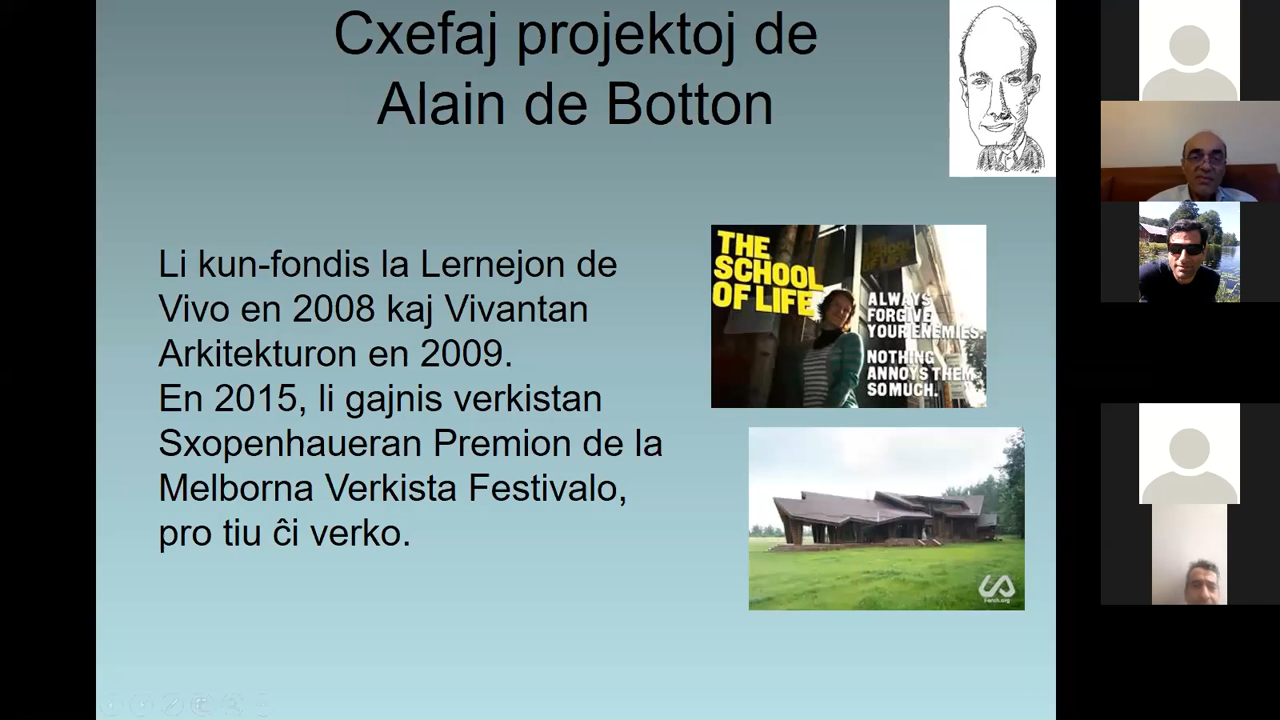 Cxefaj projektoj de
Alain de Botton
Li kun-fondis la Lernejon de
Vivo en 2008 kaj Vivantan
Arkitekturon en 2009.
En 2015, li gajnis verkistan
Sxopenhaueran Premion de la
Melborna Verkista Festivalo,
pro tiu ĉi verko.
THE
SCHOOL
OF LIFE
ALWAYS
FORGIVE
YOUR ENEMIES.
NOTHING
ANNOYS THEM
SO MUCH.